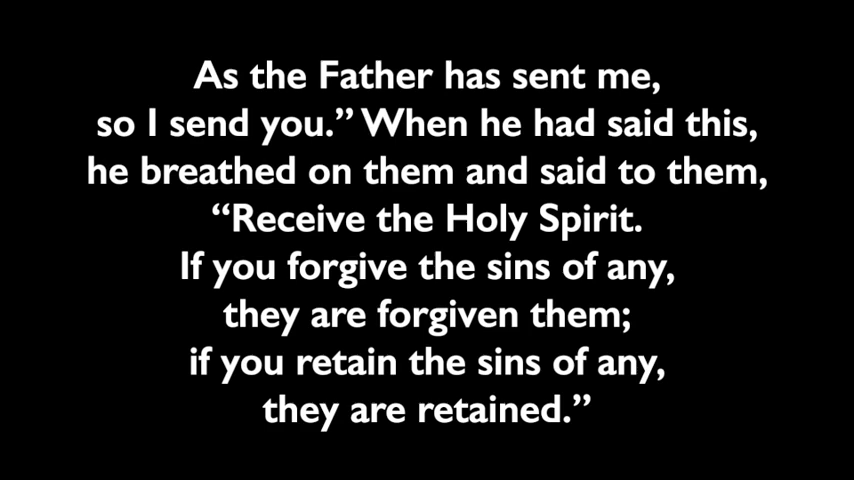 As the Father has sent me,
so I send you.” When he had said this,
he breathed on them and said to them,
“Receive the Holy Spirit.
If you forgive the sins of any,
they are forgiven them;
if you retain the sins of any,
they are retained.”